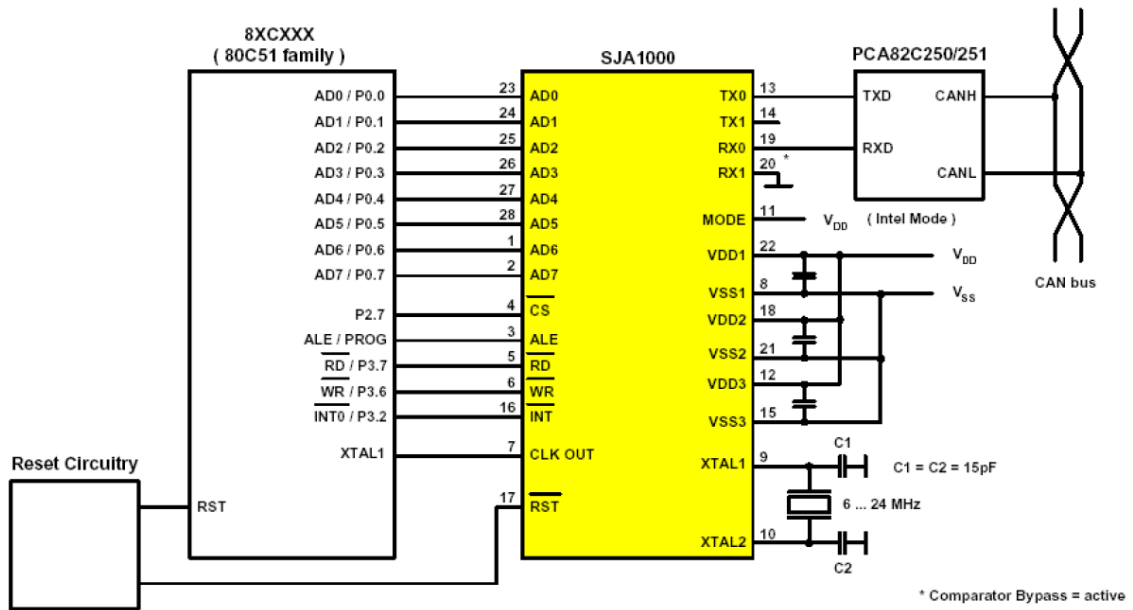 8XCXXX
( 80C51 family )
SJA1000
PCA82C250/251
AD0 / P0.0
23
AD0
TX0
13
TXD
CANH
AD1 / P0.1
24
AD1
TX1
14
AD2 / P0.2
25
AD2
RX0
19
RXD
*
AD3 / P0.3
26
AD3
RX1
20
CANL
AD4 / P0.4
27
AD4
AD5 / P0.5
28
AD5
MODE
11
VDD
( Intel Mode )
AD6 / P0.6
1
AD6
VDD1
22
VDD
AD7 / P0.7
2
AD7
CAN bus
VSS1
8
VSS
P2.7
4
CS
VDD2
18
ALE / PROG
3
ALE
RD / P3.7
5
RD
VSS2
21
WR / P3.6
6
WR
VDD3
12
INT0 / P3.2
16
INT
VSS3
15
XTAL1
7
CLK OUT
C1
Reset Circuitry
XTAL1
9
C1 = C2 = 15pF
RST
17
RST
6 ... 24 MHz
XTAL2
10
C2
* Comparator Bypass = active